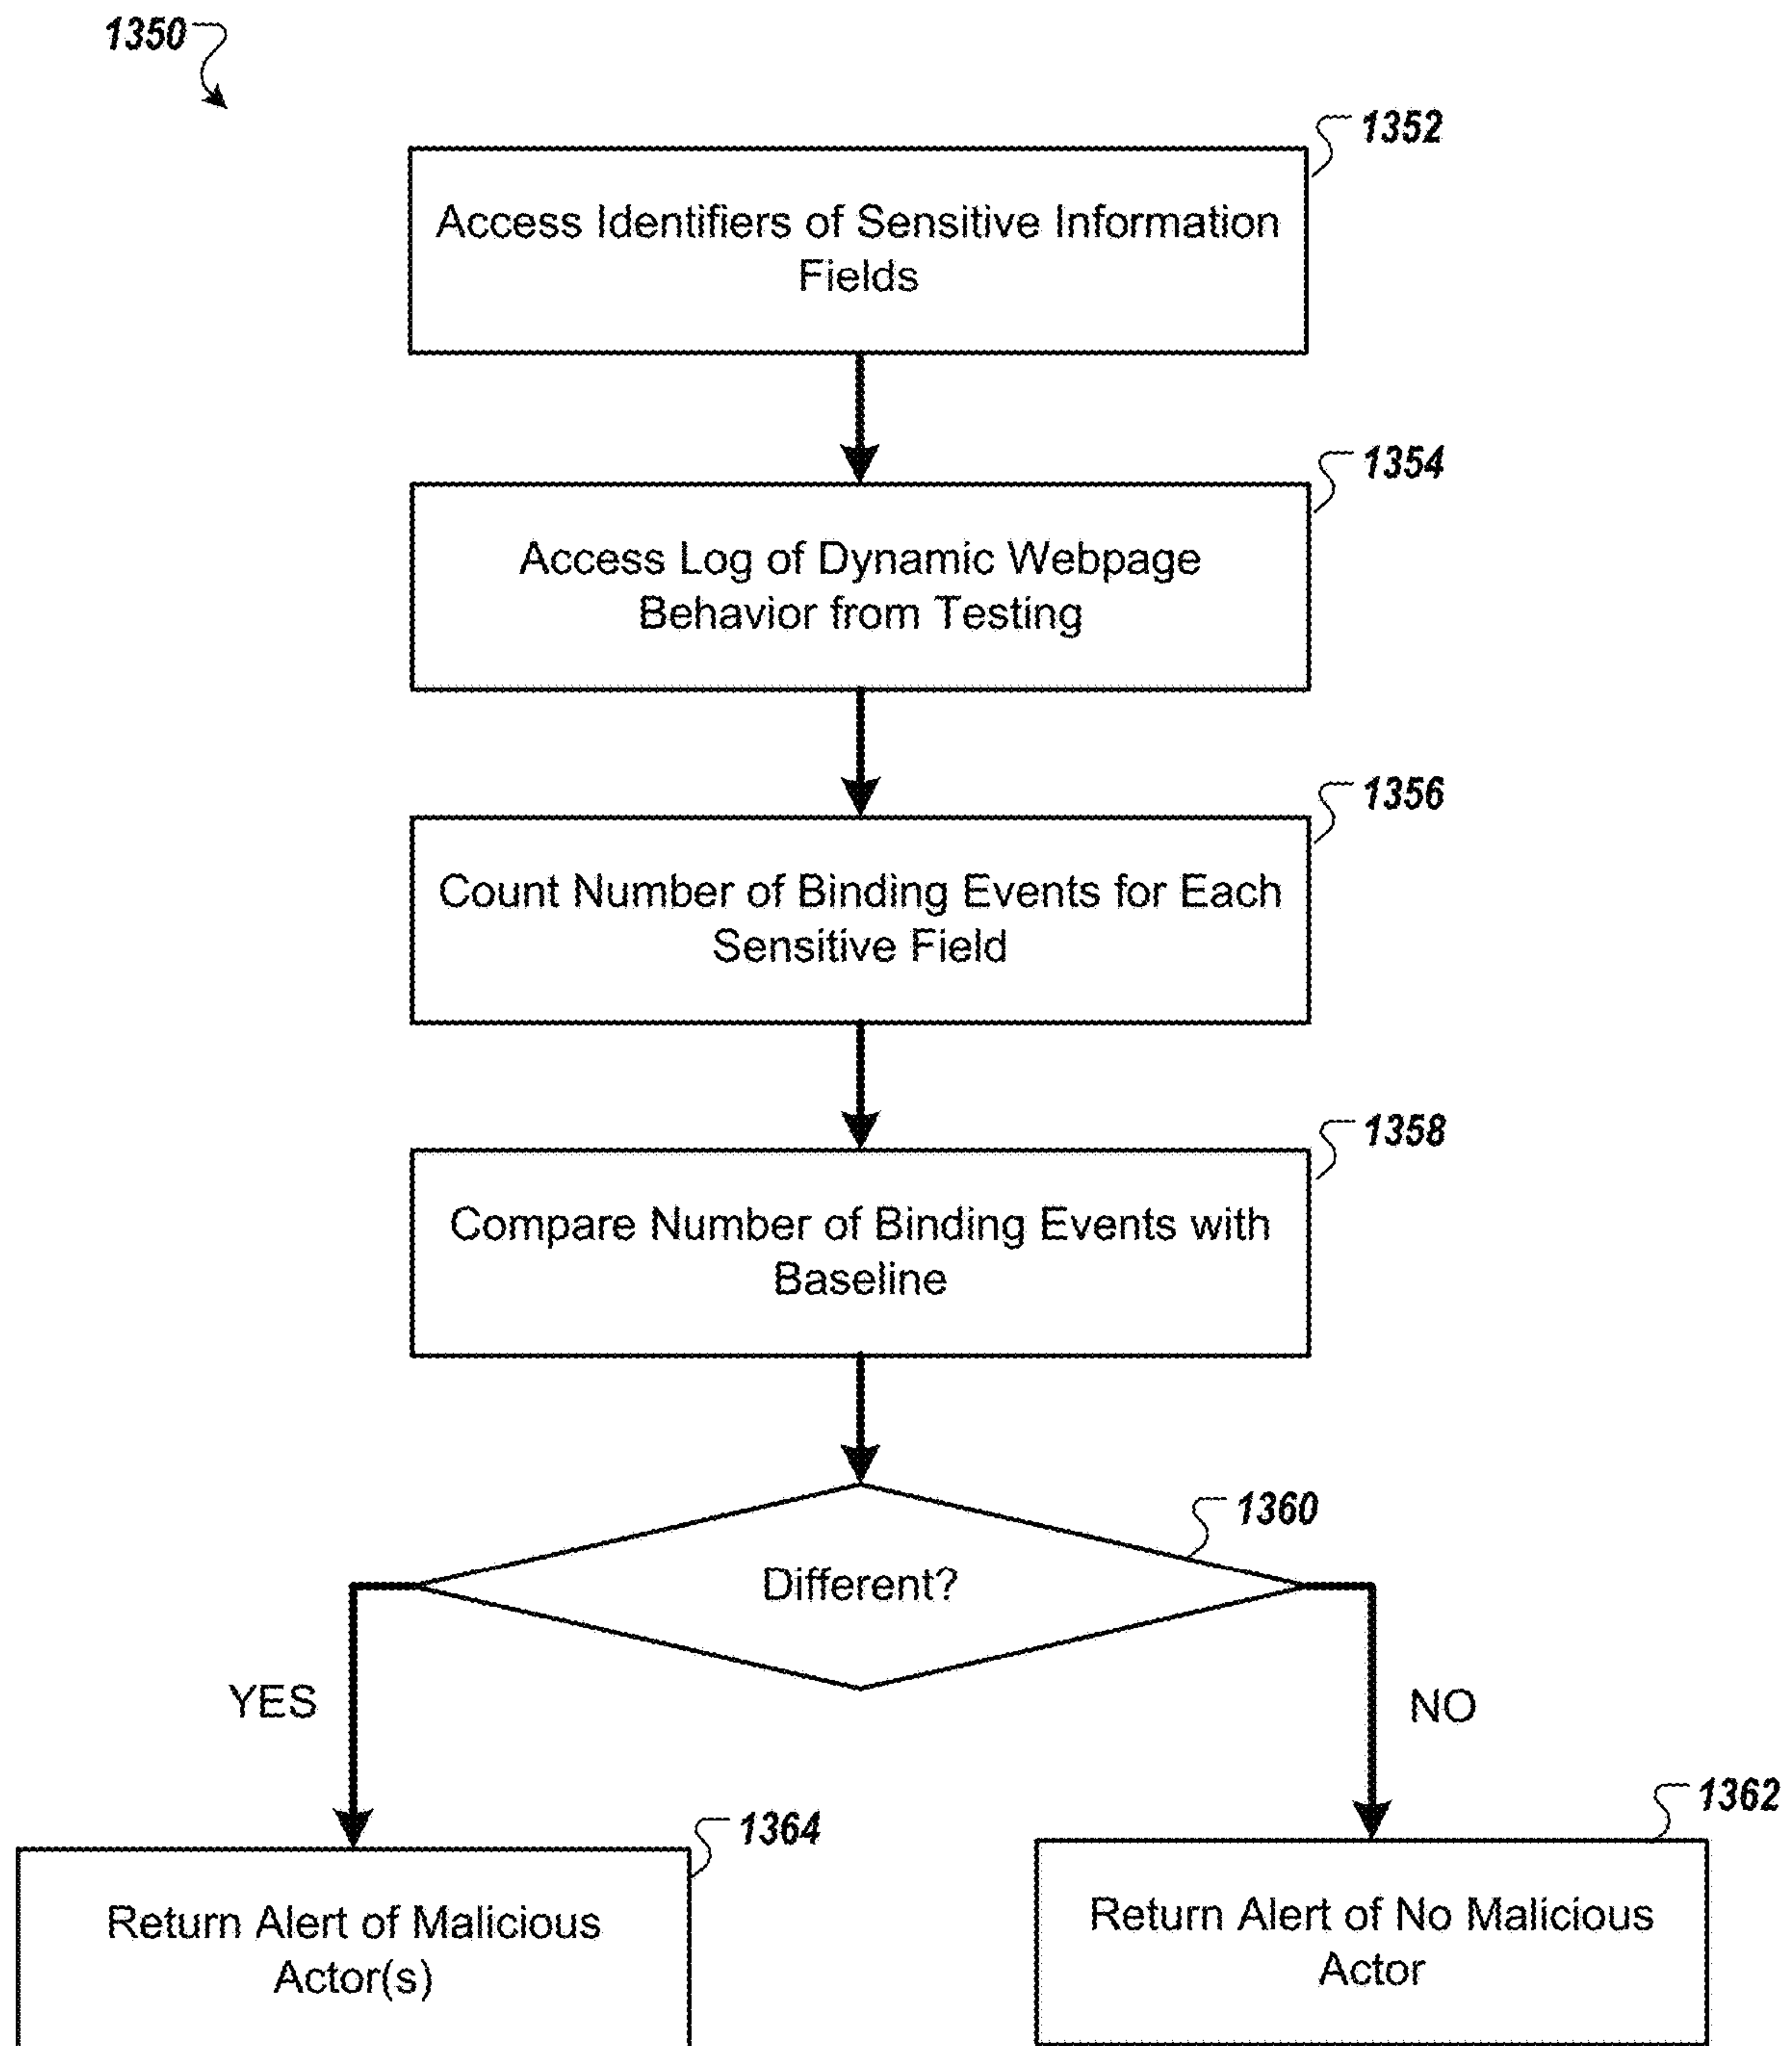 1350
1352
Access Identifiers of Sensitive Information
Fields
1354
Access Log of Dynamic Webpage
Behavior from Testing
1356
Count Number of Binding Events for Each
Sensitive Field
1358
Compare Number of Binding Events with
Baseline
1360
Different?
YES
NO
1364
Return Alert of Malicious
Actor(s)
1362
Return Alert of No Malicious
Actor